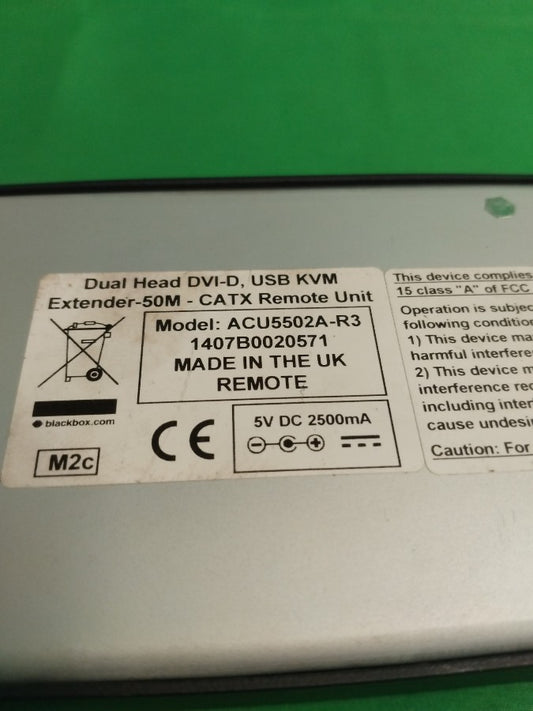 Dual Head DVI-D, USB KVM
Extender-50M - CATX Remote Unit
Model: ACU5502A-R3
1407B0020571
MADE IN THE UK
REMOTE
blackbox.com
M2c
CE
5V DC 2500mA
This device complies
15 class "A" of FCC
Operation is subjec
following condition
1) This device ma
harmful interfere
2) This device m
interference rec
including inter
cause undesi
Caution: For